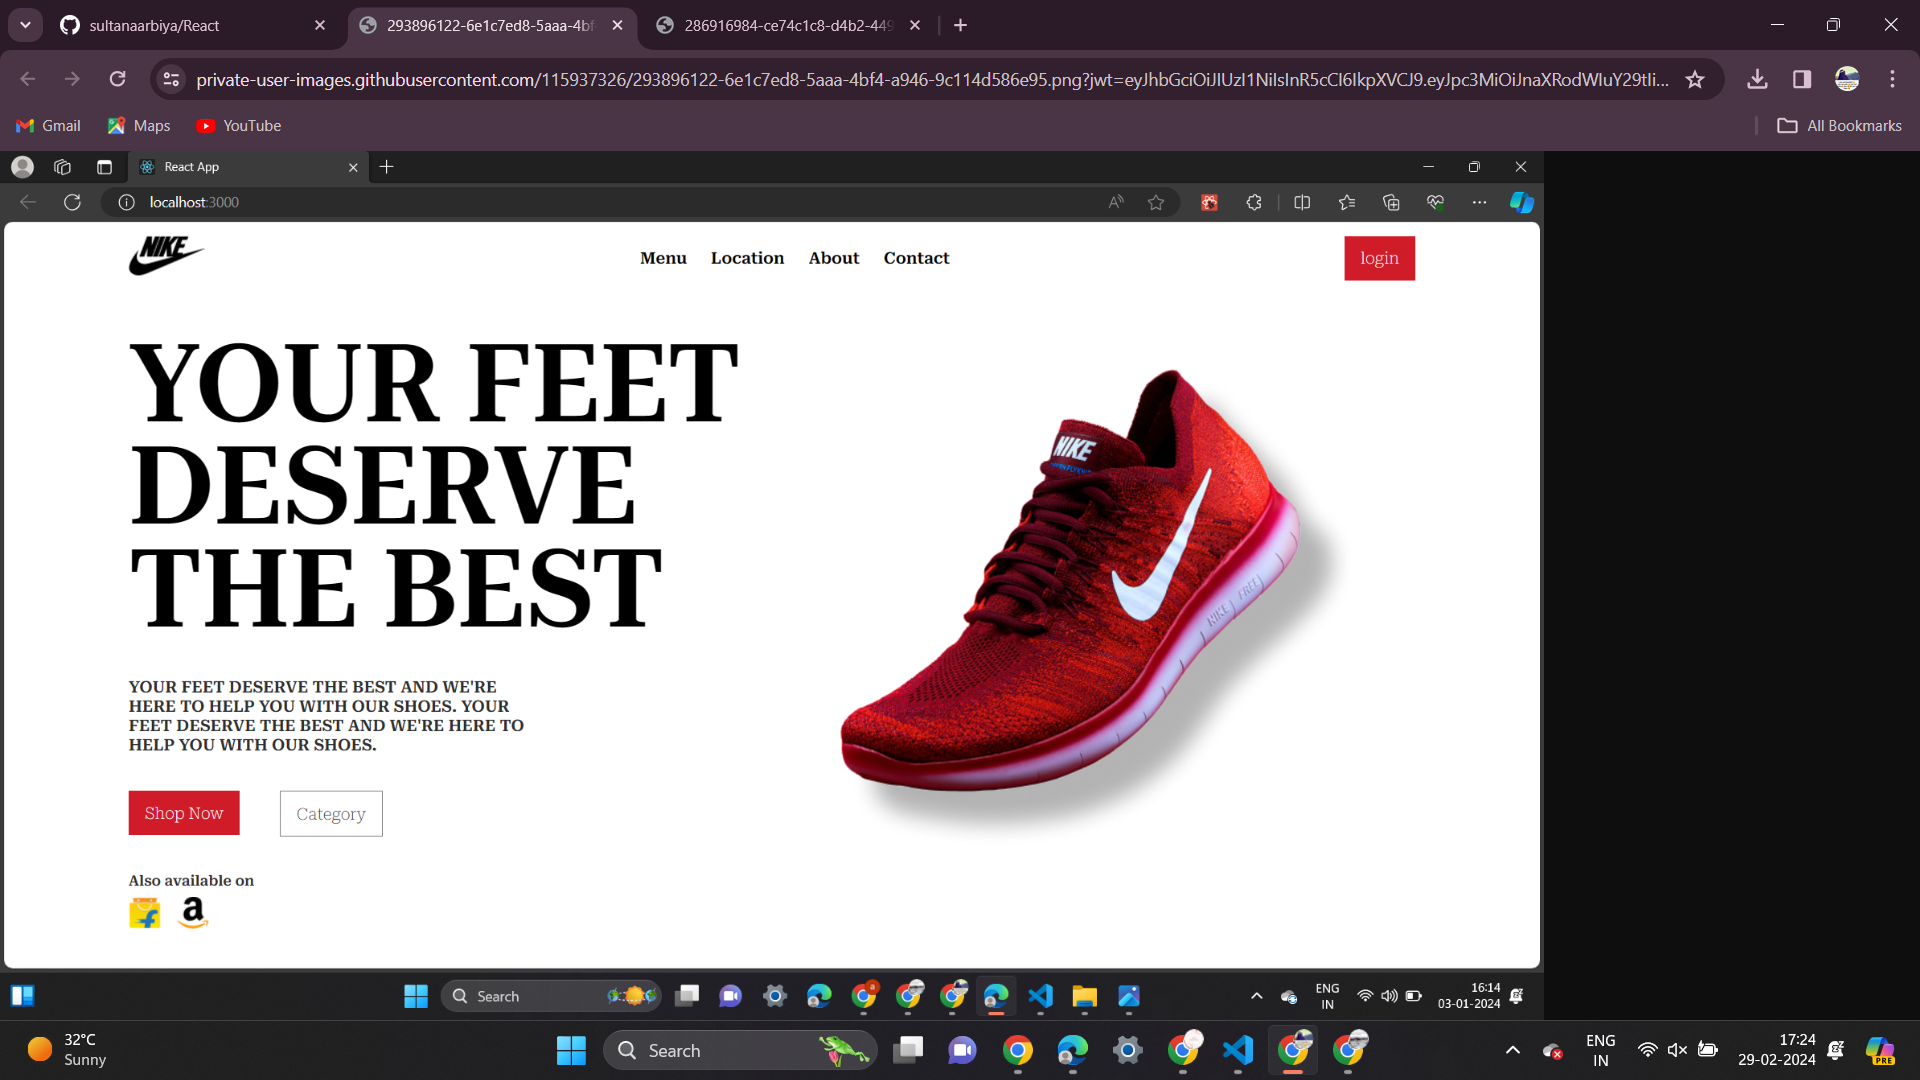 sultanaarbiya/React
293896122-6e1c7ed8-5aaa-4bf
286916984-ce74c1c8-d4b2-449
private-user-images.githubusercontent.com/115937326/293896122-6e1c7ed8-5aaa-4bf4-a946-9c114d586e95.png?jwt=eyJhbGciOiJIUzI1NiIsInR5cCI6IkpXVCJ9.eyJpc3MiOiJnaXRodWIuY29tIi...
Gmail
Maps
YouTube
All Bookmarks
React App
localhost:3000
NIKE
Menu
Location
About
Contact
login
YOUR FEET
DESERVE
THE BEST
NIKE
NIKE FREE
YOUR FEET DESERVE THE BEST AND WE'RE
HERE TO HELP YOU WITH OUR SHOES. YOUR
FEET DESERVE THE BEST AND WE'RE HERE TO
HELP YOU WITH OUR SHOES.
Shop Now
Category
Also available on
Search
ENG
IN
16:14
03-01-2024
32°C
Sunny
Search
ENG
IN
17:24
29-02-2024
PRE